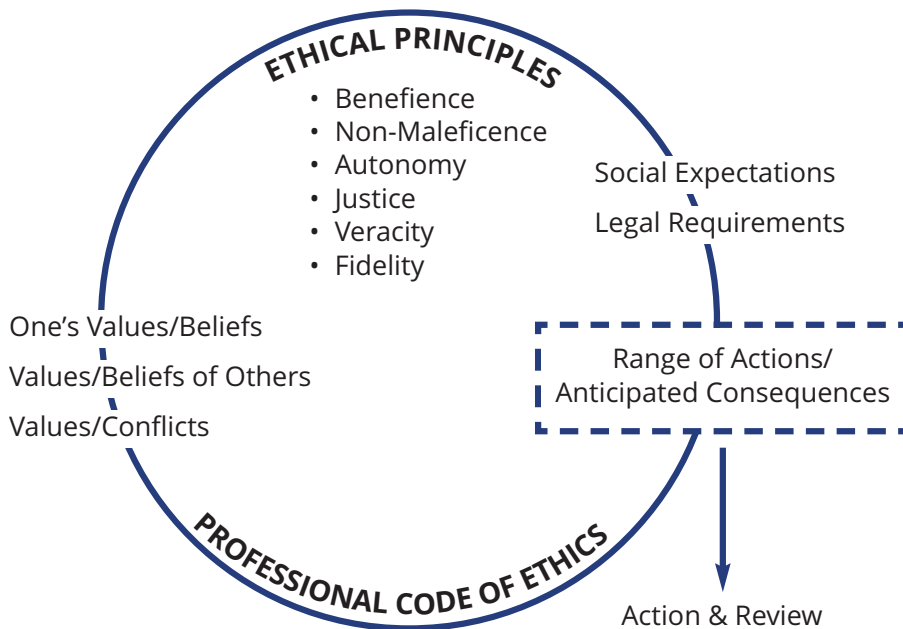 ETHICAL PRINCIPLES
• Benefience
• Non-Maleficence
• Autonomy
• Justice
• Veracity
• Fidelity
Social Expectations
Legal Requirements
One's Values/Beliefs
Values/Beliefs of Others
Values/Conflicts
Range of Actions/
Anticipated Consequences
PROFESSIONAL CODE OF ETHICS
Action & Review